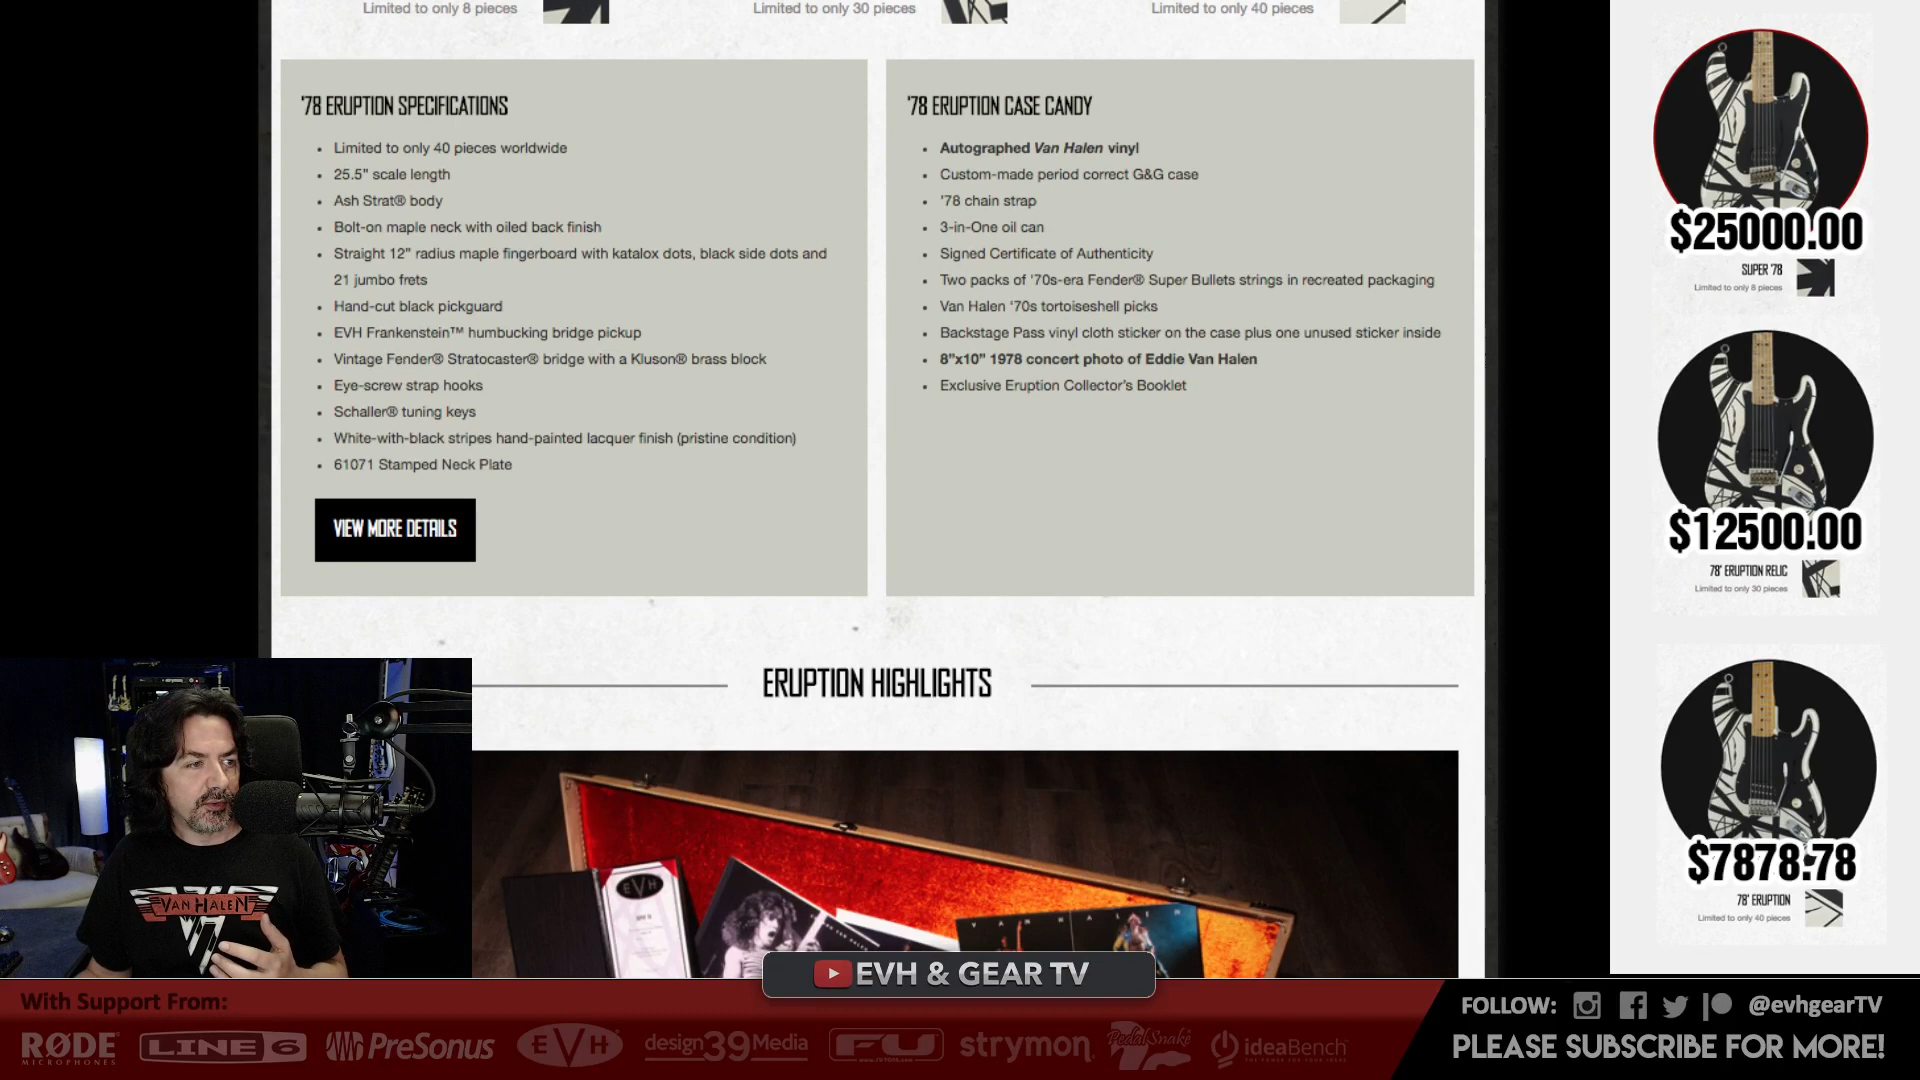 Limited to only 8 pieces
Limited to only 30 pieces
Limited to only 40 pieces
'78 ERUPTION SPECIFICATIONS
Limited to only 40 pieces worldwide
25.5" scale length
Ash Strat® body
Bolt-on maple neck with oiled back finish
Straight 12" radius maple fingerboard with katalox dots, black side dots and
21 jumbo frets
Hand-cut black pickguard
EVH Frankenstein™ humbucking bridge pickup
Vintage Fender® Stratocaster® bridge with a Kluson® brass block
Eye-screw strap hooks
Schaller® tuning keys
White-with-black stripes hand-painted lacquer finish (pristine condition)
61071 Stamped Neck Plate
VIEW MORE DETAILS
'78 ERUPTION CASE CANDY
Autographed Van Halen vinyl
Custom-made period correct G&G case
'78 chain strap
3-in-One oil can
Signed Certificate of Authenticity
Two packs of '70s-era Fender® Super Bullets strings in recreated packaging
Van Halen ‘70s tortoiseshell picks
Backstage Pass vinyl cloth sticker on the case plus one unused sticker inside
8”x10” 1978 concert photo of Eddie Van Halen
Exclusive Eruption Collector’s Booklet
ERUPTION HIGHLIGHTS
EVH
VAN HALEN
VAN HALEN
$25000.00
SUPER '78
Limited to only 8 pieces
$12500.00
78' ERUPTION RELIC
Limited to only 30 pieces
$7878.78
78' ERUPTION
Limited to only 40 pieces
EVH & GEAR TV
With Support From:
RØDE
MICROPHONES
LINE 6
PreSonus
EVH
design39Media
FU
strymon
PedalSnake
ideaBench
FOLLOW: @evhgearTV
PLEASE SUBSCRIBE FOR MORE!